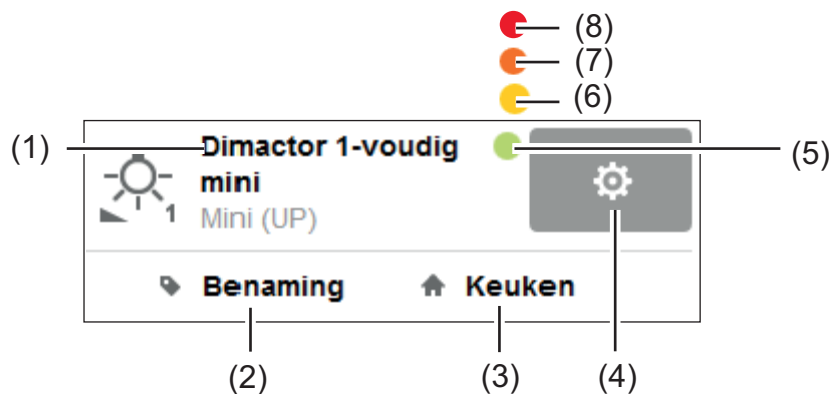 (8)
(7)
(6)
(1)
Dimactor 1-voudig
(5)
mini
1
Mini (UP)
Benaming
Keuken
(2)
(3)
(4)